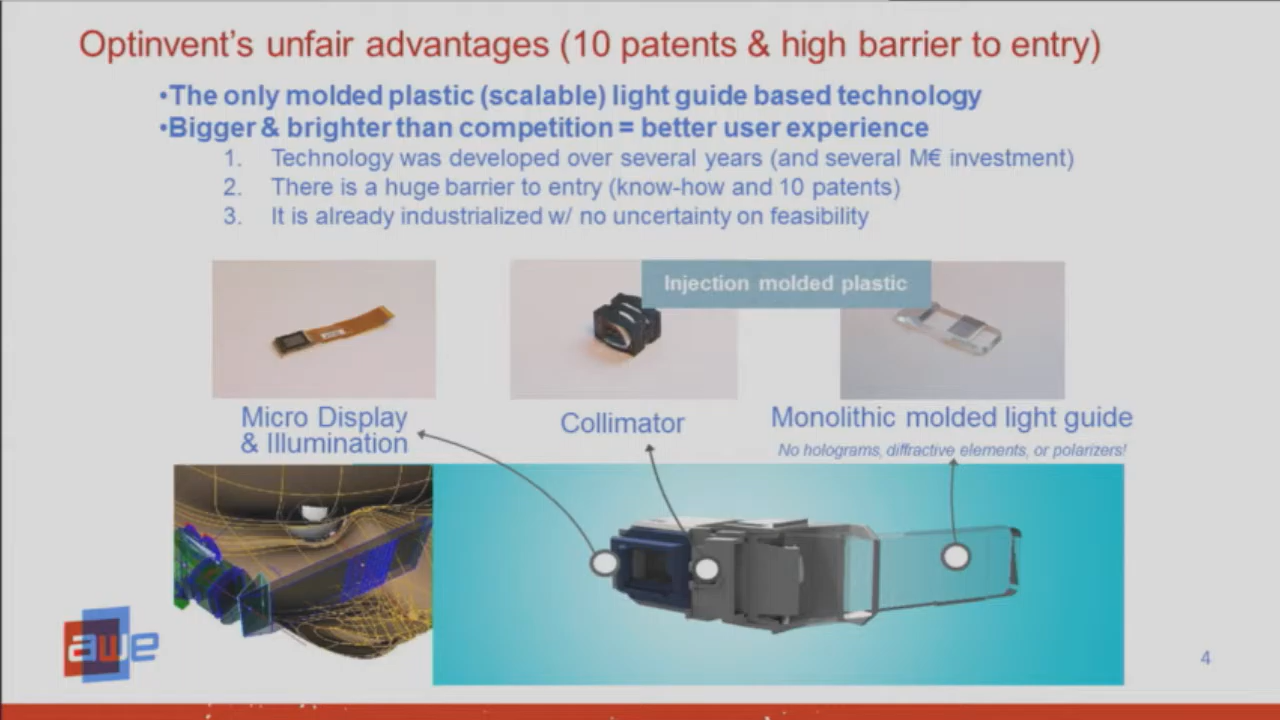 Optinvent's unfair advantages (10 patents & high barrier to entry)
•The only molded plastic (scalable) light guide based technology
•Bigger & brighter than competition = better user experience
1. Technology was developed over several years (and several M€ investment)
2. There is a huge barrier to entry (know-how and 10 patents)
3. It is already industrialized w/ no uncertainty on feasibility
Injection molded plastic
Micro Display
& Illumination
Collimator
Monolithic molded light guide
No holograms, diffractive elements, or polarizers!
awe
4